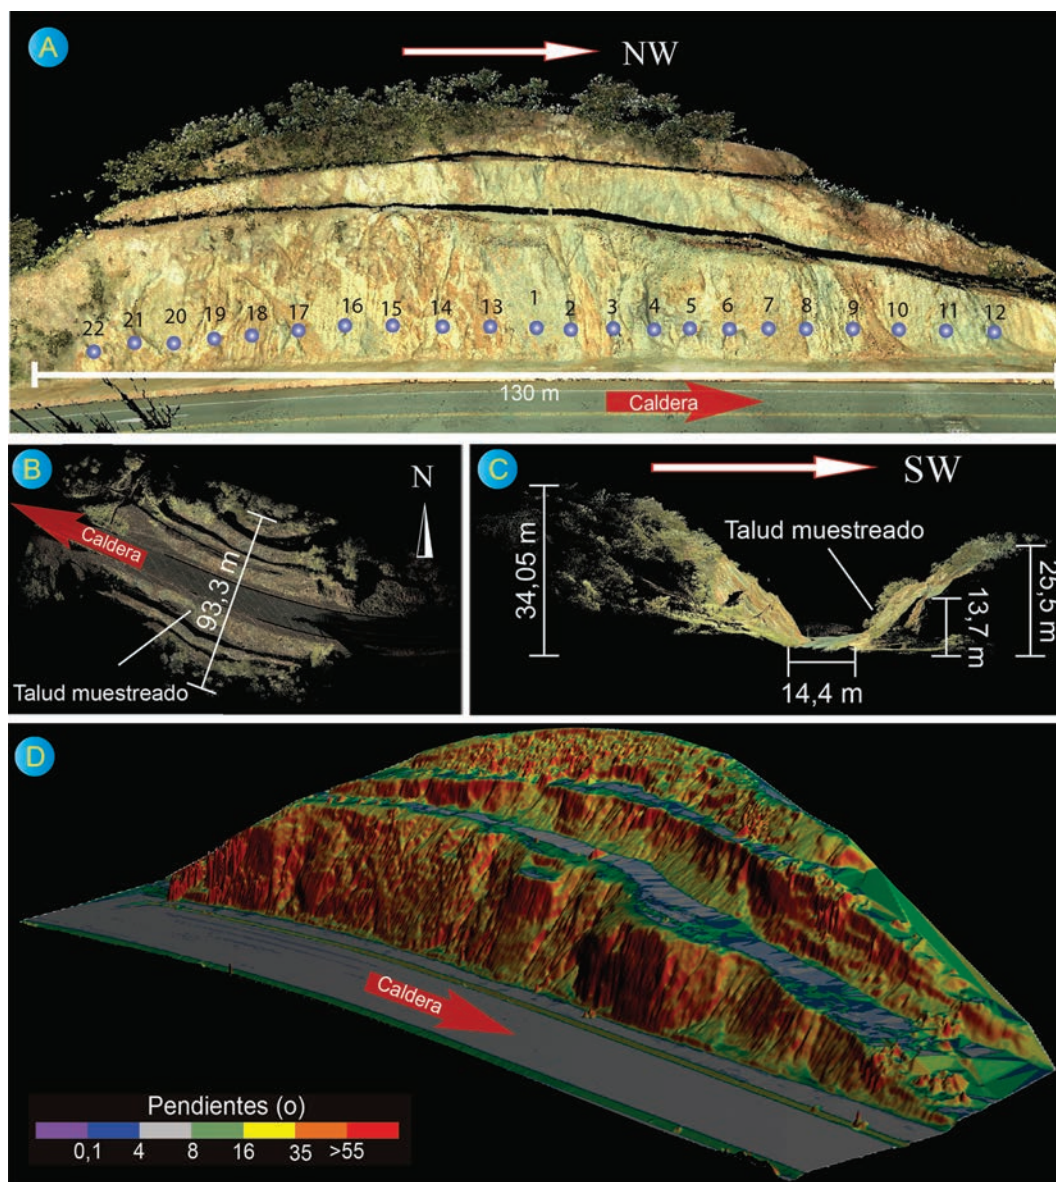 A
NW
22 21 20 19 18 17 16 15 14 13 1 2 3 4 5 6 7 8 9 10 11 12
130 m
Caldera
B
N
Caldera
93,3 m
Talud muestreado
C
SW
Talud muestreado
34,05 m
13,7 m
25,5 m
14,4 m
D
Caldera
Pendientes (o)
0,1 4 8 16 35 >55